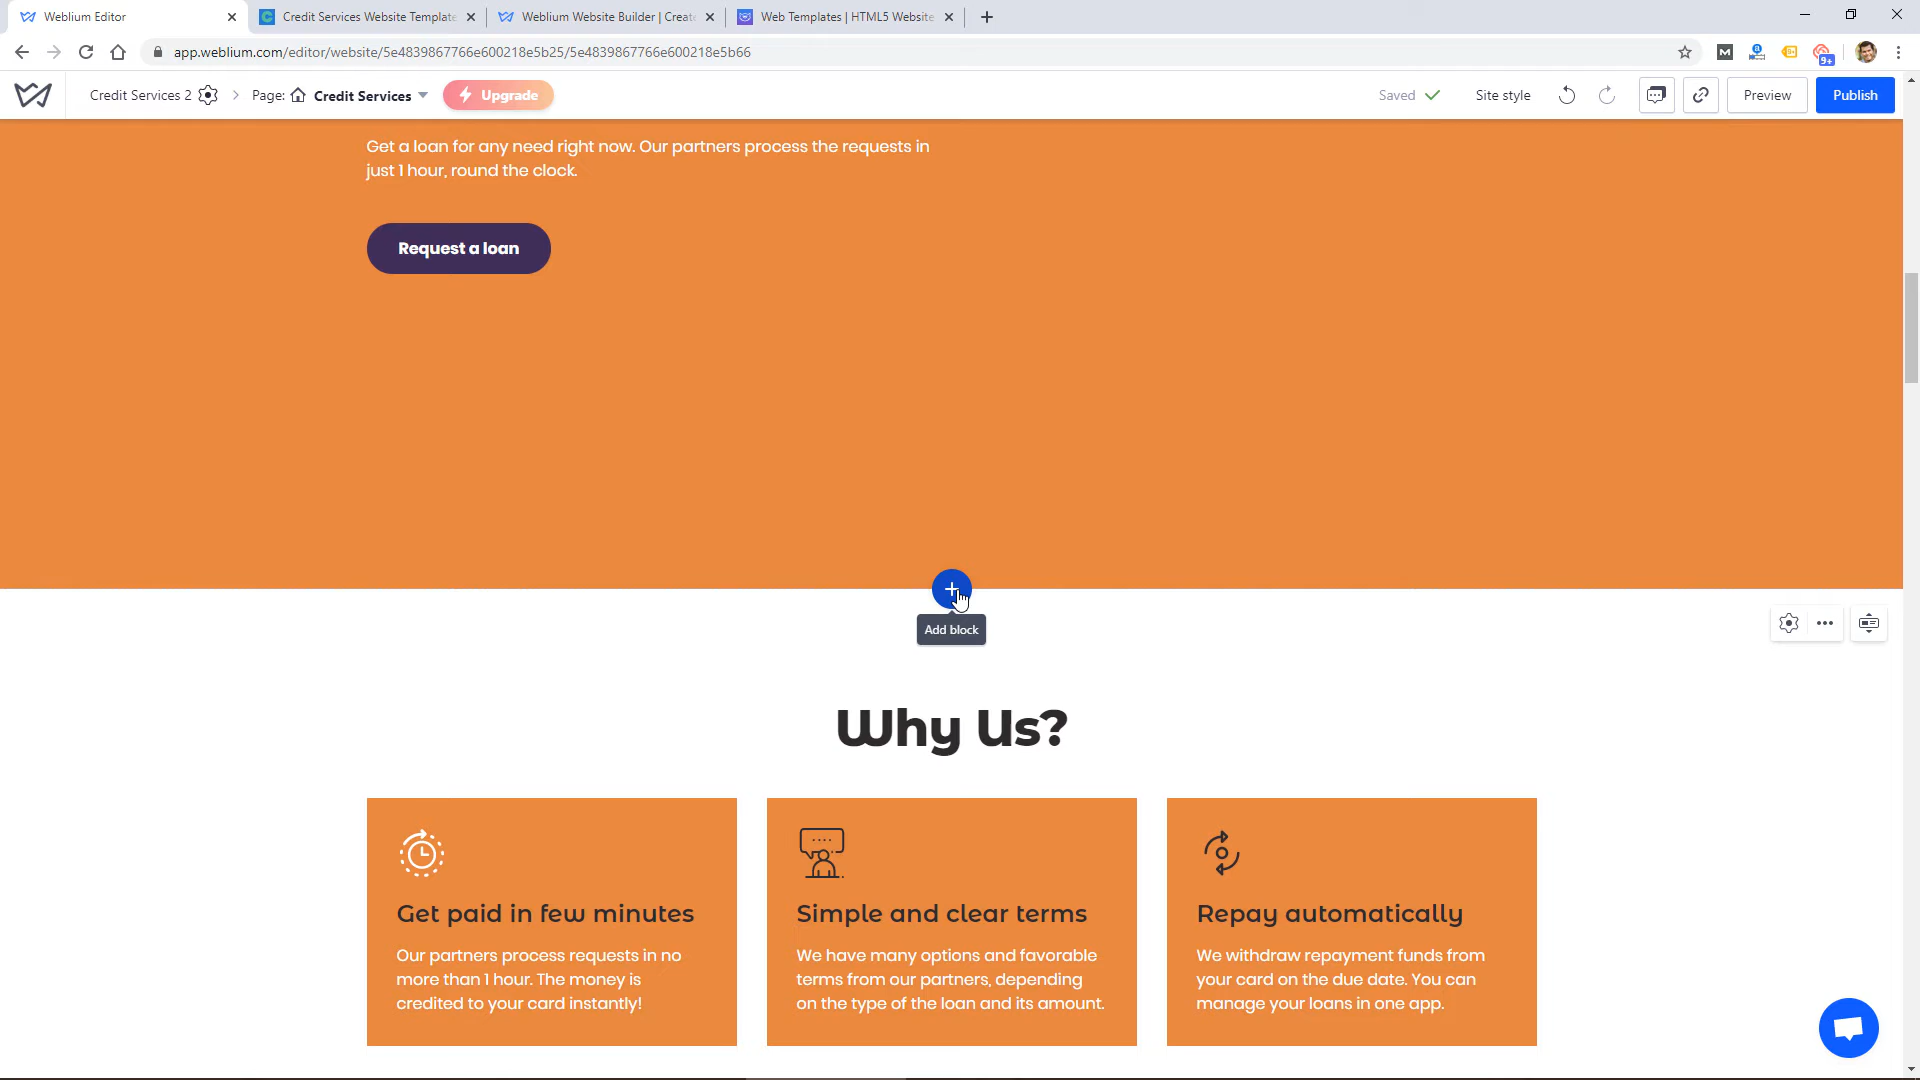 Weblium Editor
Credit Services Website Template
Weblium Website Builder | Creat
Web Templates | HTML5 Website
app.weblium.com/editor/website/5e4839867766e600218e5b25/5e4839867766e600218e5b66
M
9+
Credit Services 2
Page:
Credit Services
Upgrade
Saved
Site style
Preview
Publish
Get a loan for any need right now. Our partners process the requests in
just 1 hour, round the clock.
Request a loan
Add block
Why Us?
Get paid in few minutes
Our partners process requests in no
more than 1 hour. The money is
credited to your card instantly!
Simple and clear terms
We have many options and favorable
terms from our partners, depending
on the type of the loan and its amount.
Repay automatically
We withdraw repayment funds from
your card on the due date. You can
manage your loans in one app.